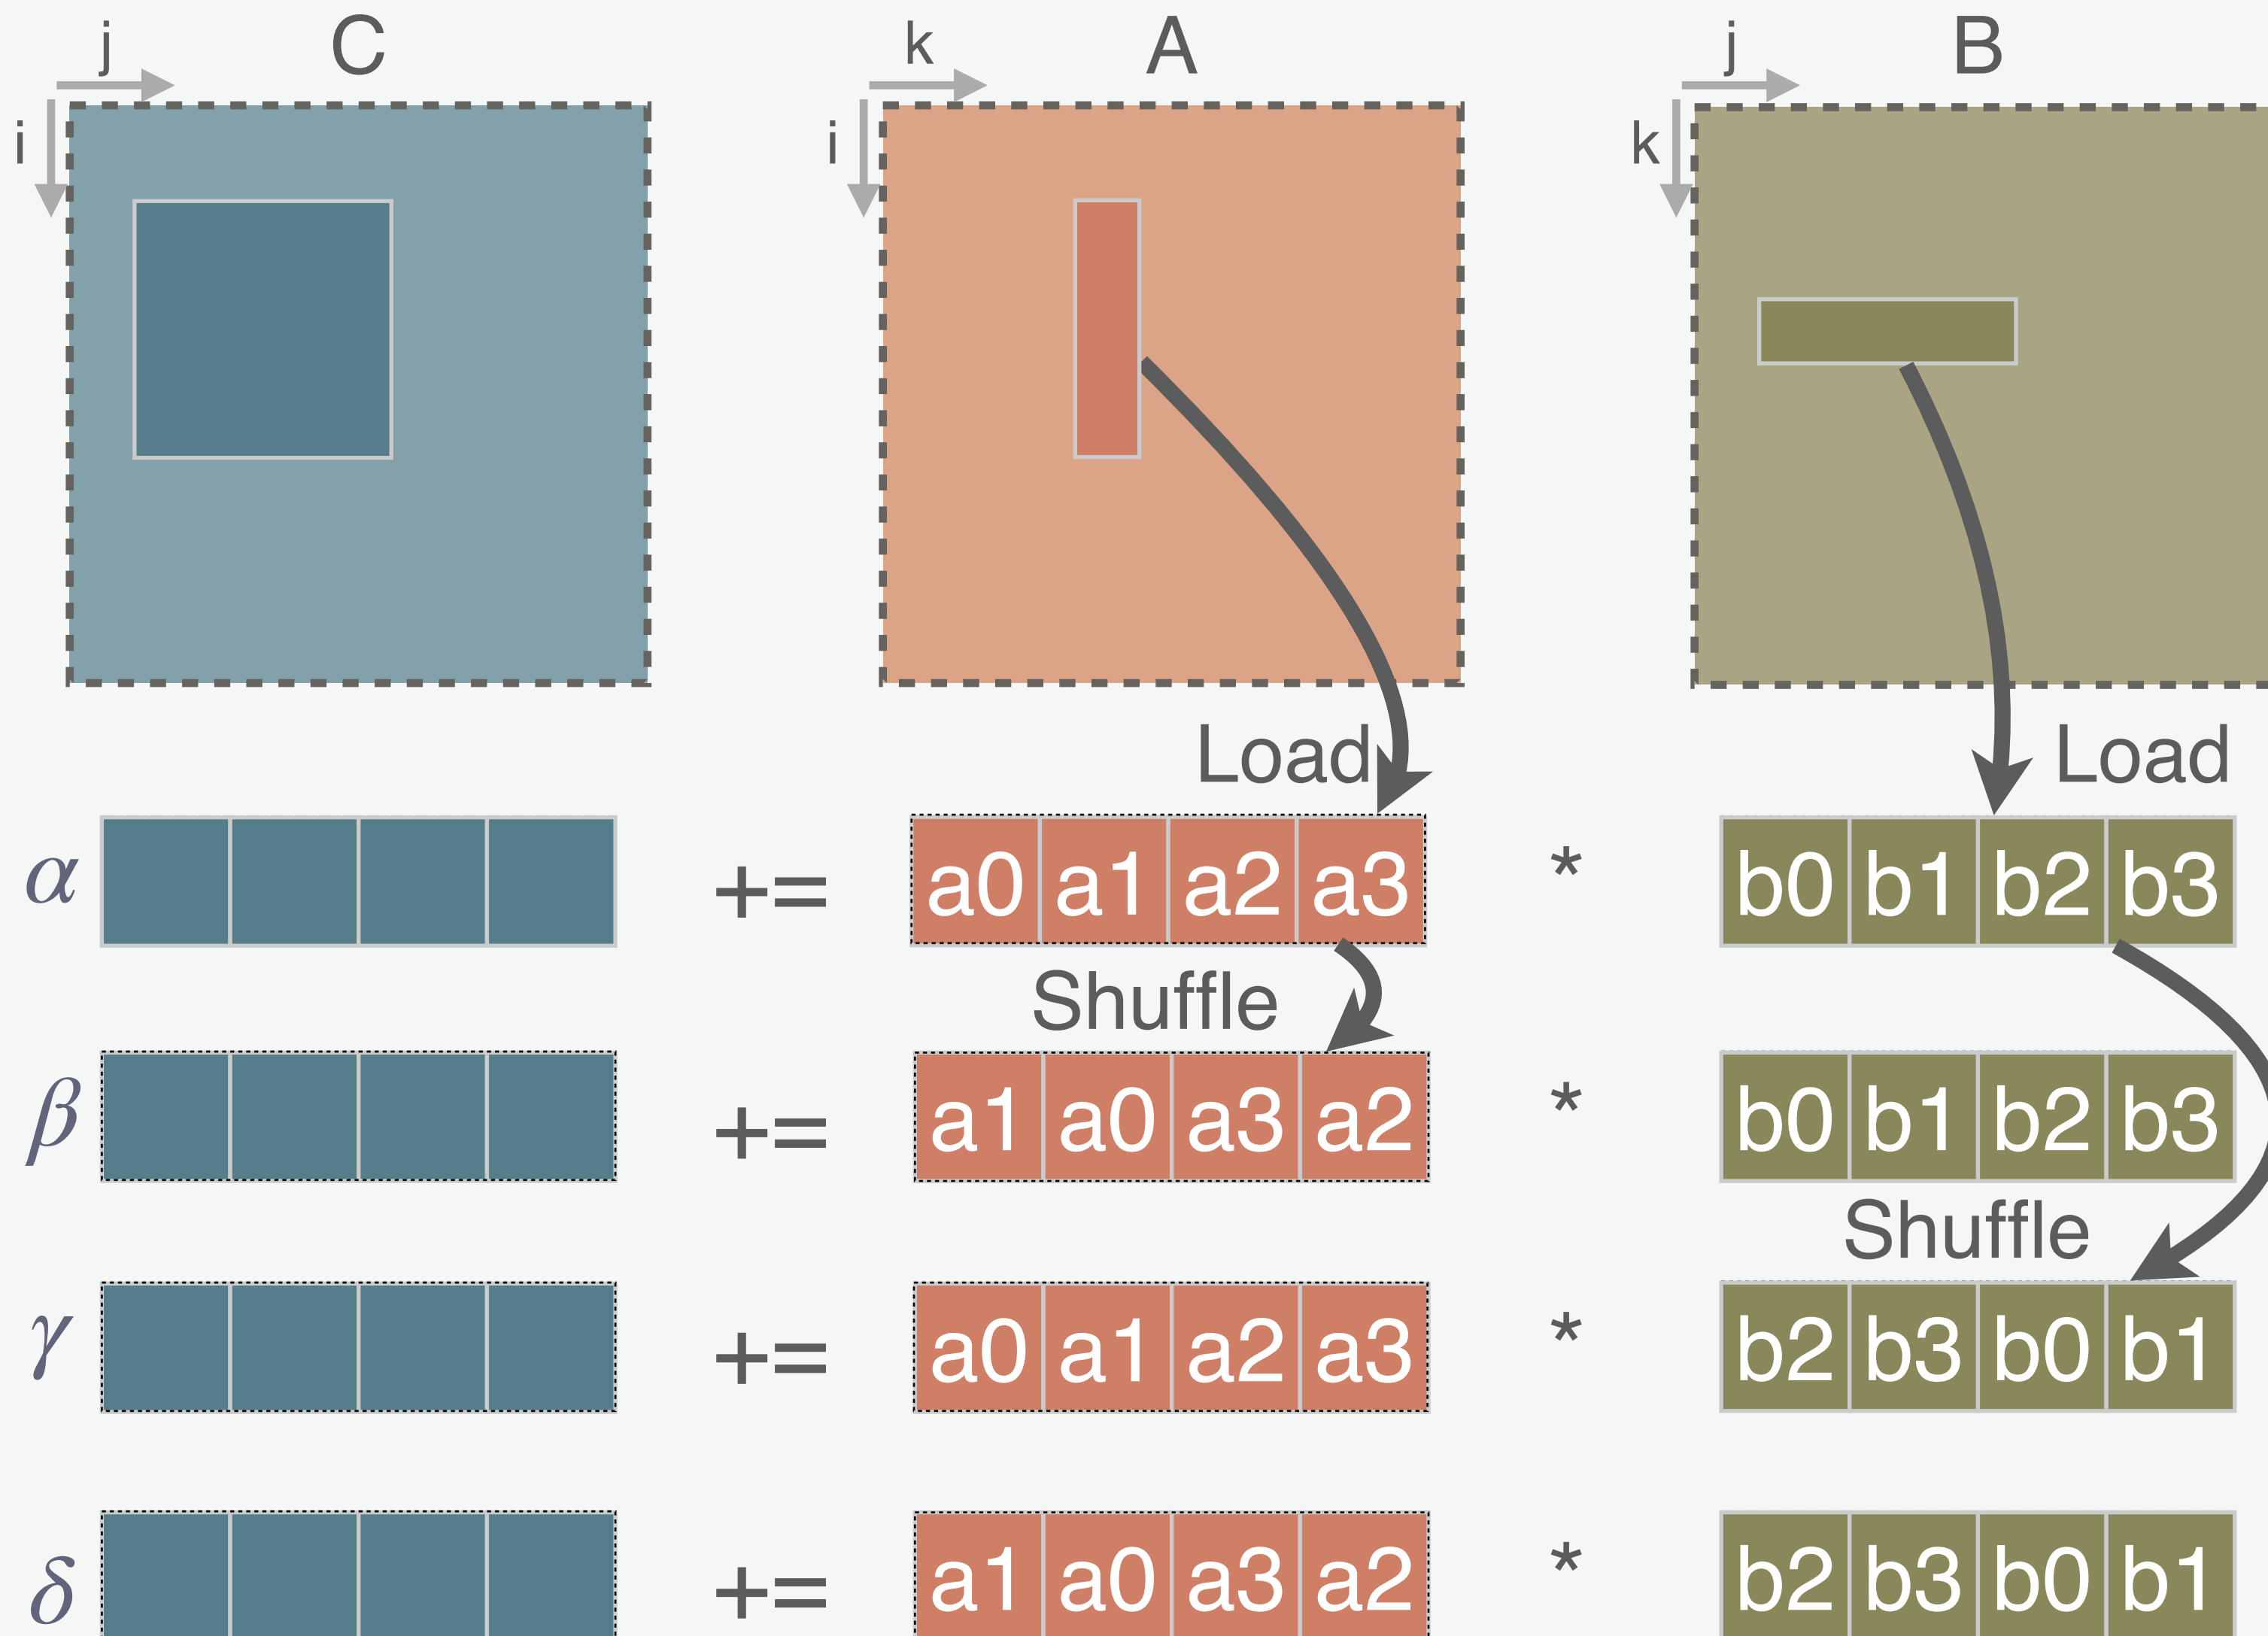 j C k A j B
i i k
Load Load
α += a0 a1 a2 a3 * b0 b1 b2 b3
Shuffle
β += a1 a0 a3 a2 * b0 b1 b2 b3
Shuffle
γ += a0 a1 a2 a3 * b2 b3 b0 b1
δ += a1 a0 a3 a2 * b2 b3 b0 b1